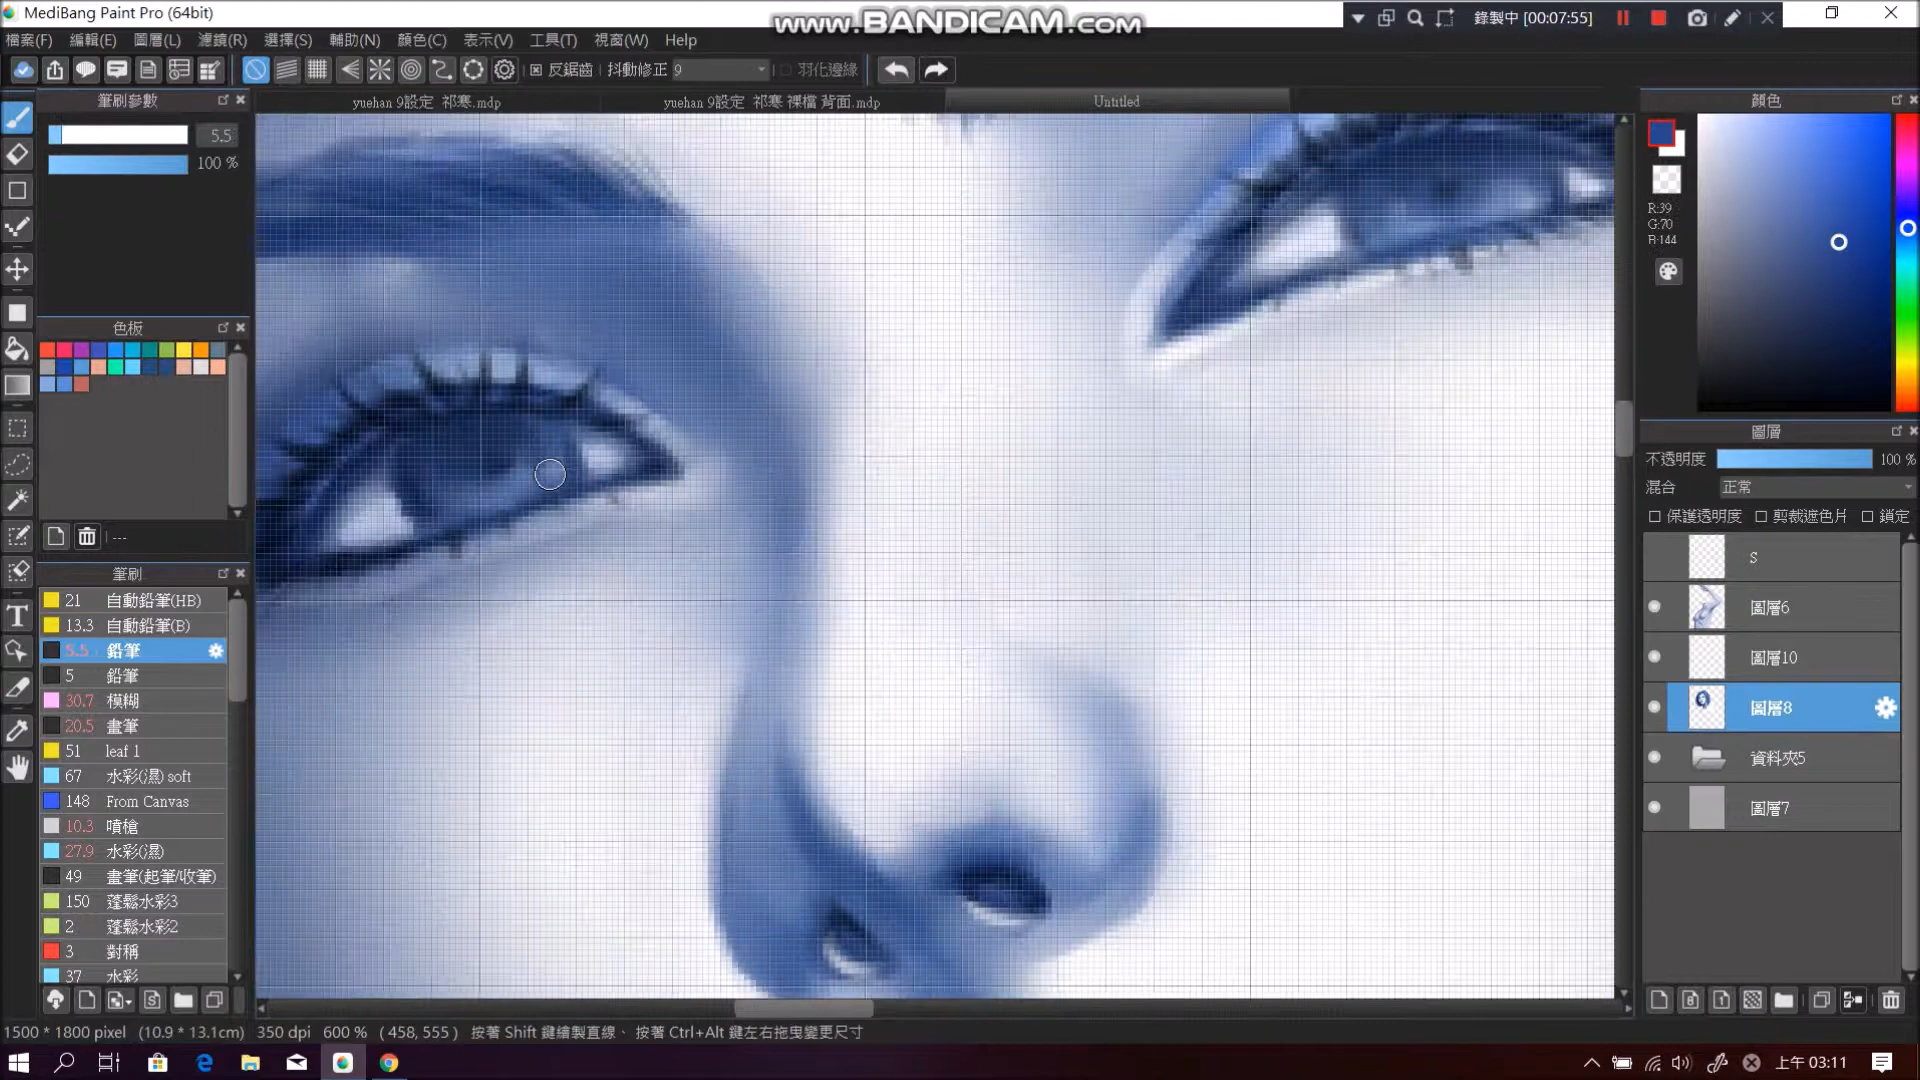 MediBang Paint Pro (64bit)
www.BANDICAM.com
錄製中 [00:07:55]
檔案(F) 編輯(E) 圖層(L) 濾鏡(R) 選擇(S) 輔助(N) 顏色(C) 表示(V) 工具(T) 視窗(W) Help
反鋸齒 抖動修正 9 羽化邊緣
筆刷參數
yuehan 9設定 祁寒.mdp
yuehan 9設定 祁寒 裸檔 背面.mdp
Untitled
顏色
5.5
100 %
R:39
G:70
B:144
色板
---
筆刷
21 自動鉛筆(HB)
13.3 自動鉛筆(B)
5.5 鉛筆
5 鉛筆
30.7 模糊
20.5 畫筆
51 leaf 1
67 水彩(濕) soft
148 From Canvas
10.3 噴槍
27.9 水彩(濕)
49 畫筆(起筆/收筆)
150 蓬鬆水彩3
2 蓬鬆水彩2
3 對稱
37 水彩
圖層
不透明度 100 %
混合 正常
保護透明度 剪裁遮色片 鎖定
S
圖層6
圖層10
圖層8
資料夾5
圖層7
1500 * 1800 pixel (10.9 * 13.1cm) 350 dpi 600 % ( 458, 555 ) 按著 Shift 鍵繪製直線、 按著 Ctrl+Alt 鍵左右拖曳變更尺寸
上午 03:11